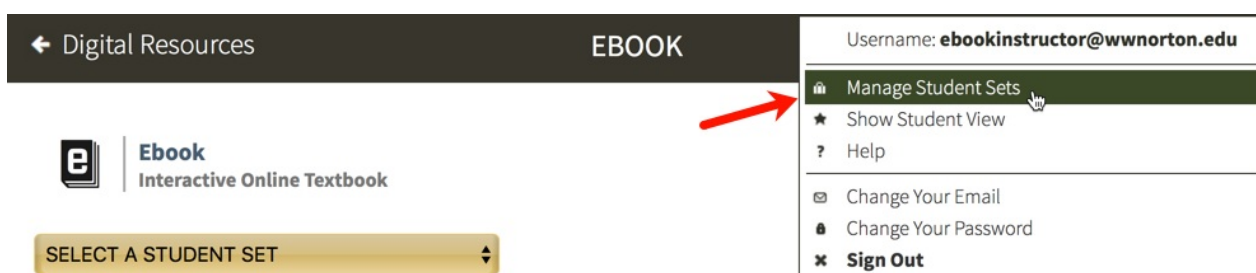 Digital Resources
EBOOK
Username: ebookinstructor@wwnorton.edu
Manage Student Sets
Show Student View
? Help
Change Your Email
Change Your Password
Sign Out
e
Ebook
Interactive Online Textbook
SELECT A STUDENT SET